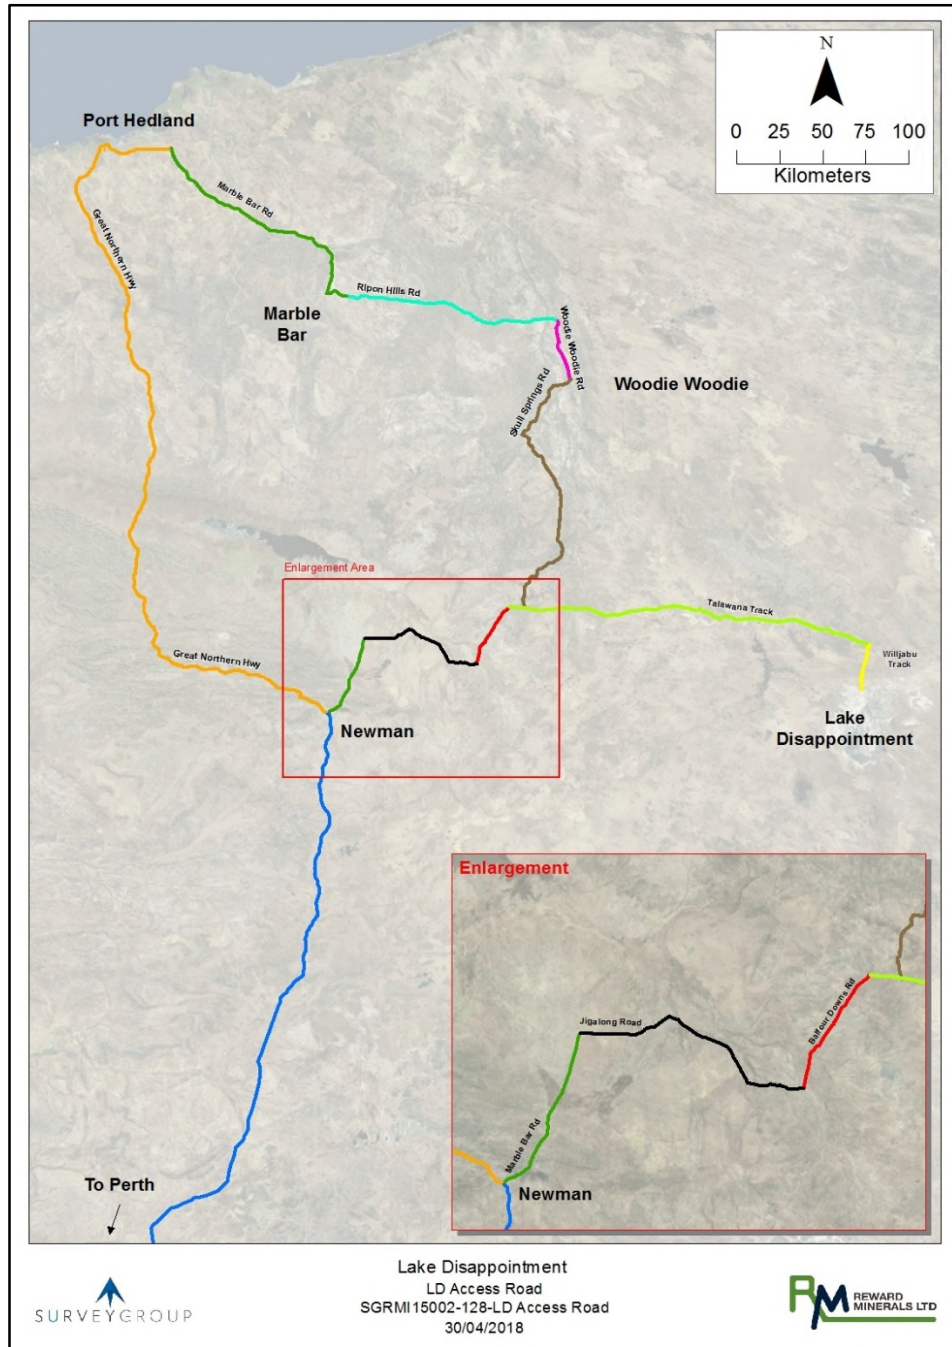 N
0 25 50 75 100
Kilometers
Port Hedland
Marble Bar Rd
Great Northern Hwy
Ripon Hills Rd
Marble
Bar
Woodie Woodie Rd
Woodie Woodie
Skull Springs Rd
Enlargement Area
Talawana Track
Great Northern Hwy
Willjabu
Track
Newman
Lake
Disappointment
Enlargement
Jigalong Road
Balfour Downs Rd
Marble Bar Rd
Newman
To Perth
Lake Disappointment
LD Access Road
SGRMI15002-128-LD Access Road
30/04/2018
SURVEYGROUP
RM
REWARD
MINERALS LTD